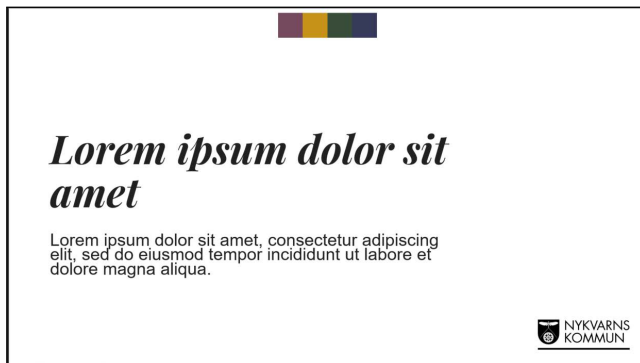 Lorem ipsum dolor sit
amet
Lorem ipsum dolor sit amet, consectetur adipiscing
elit, sed do eiusmod tempor incididunt ut labore et
dolore magna aliqua.
NYKVARNS
KOMMUN